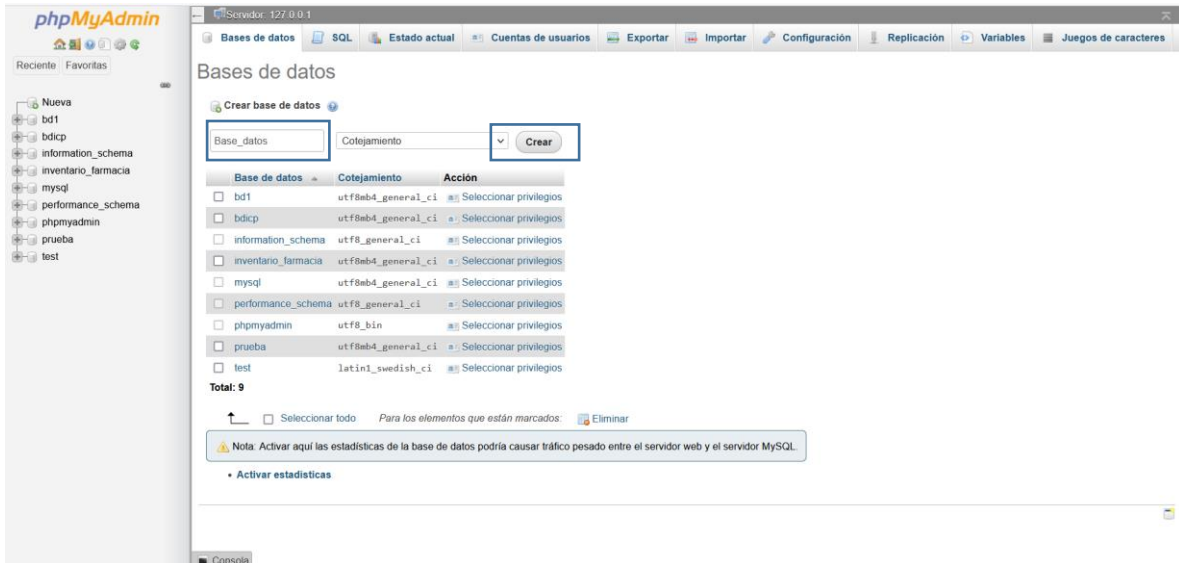 phpMyAdmin
Reciente Favoritas
Nueva
bd1
bdicp
information_schema
inventario_farmacia
mysql
performance_schema
phpmyadmin
prueba
test
Servidor: 127.0.0.1
Bases de datos SQL Estado actual Cuentas de usuarios Exportar Importar Configuración Replicación Variables Juegos de caracteres
Bases de datos
Crear base de datos
Base_datos Cotejamiento Crear
Base de datos Cotejamiento Acción
bd1 utf8mb4_general_ci Seleccionar privilegios
bdicp utf8mb4_general_ci Seleccionar privilegios
information_schema utf8_general_ci Seleccionar privilegios
inventario_farmacia utf8mb4_general_ci Seleccionar privilegios
mysql utf8mb4_general_ci Seleccionar privilegios
performance_schema utf8_general_ci Seleccionar privilegios
phpmyadmin utf8_bin Seleccionar privilegios
prueba utf8mb4_general_ci Seleccionar privilegios
test latin1_swedish_ci Seleccionar privilegios
Total: 9
Seleccionar todo Para los elementos que están marcados: Eliminar
Nota: Activar aquí las estadísticas de la base de datos podría causar tráfico pesado entre el servidor web y el servidor MySQL.
• Activar estadísticas
Consola